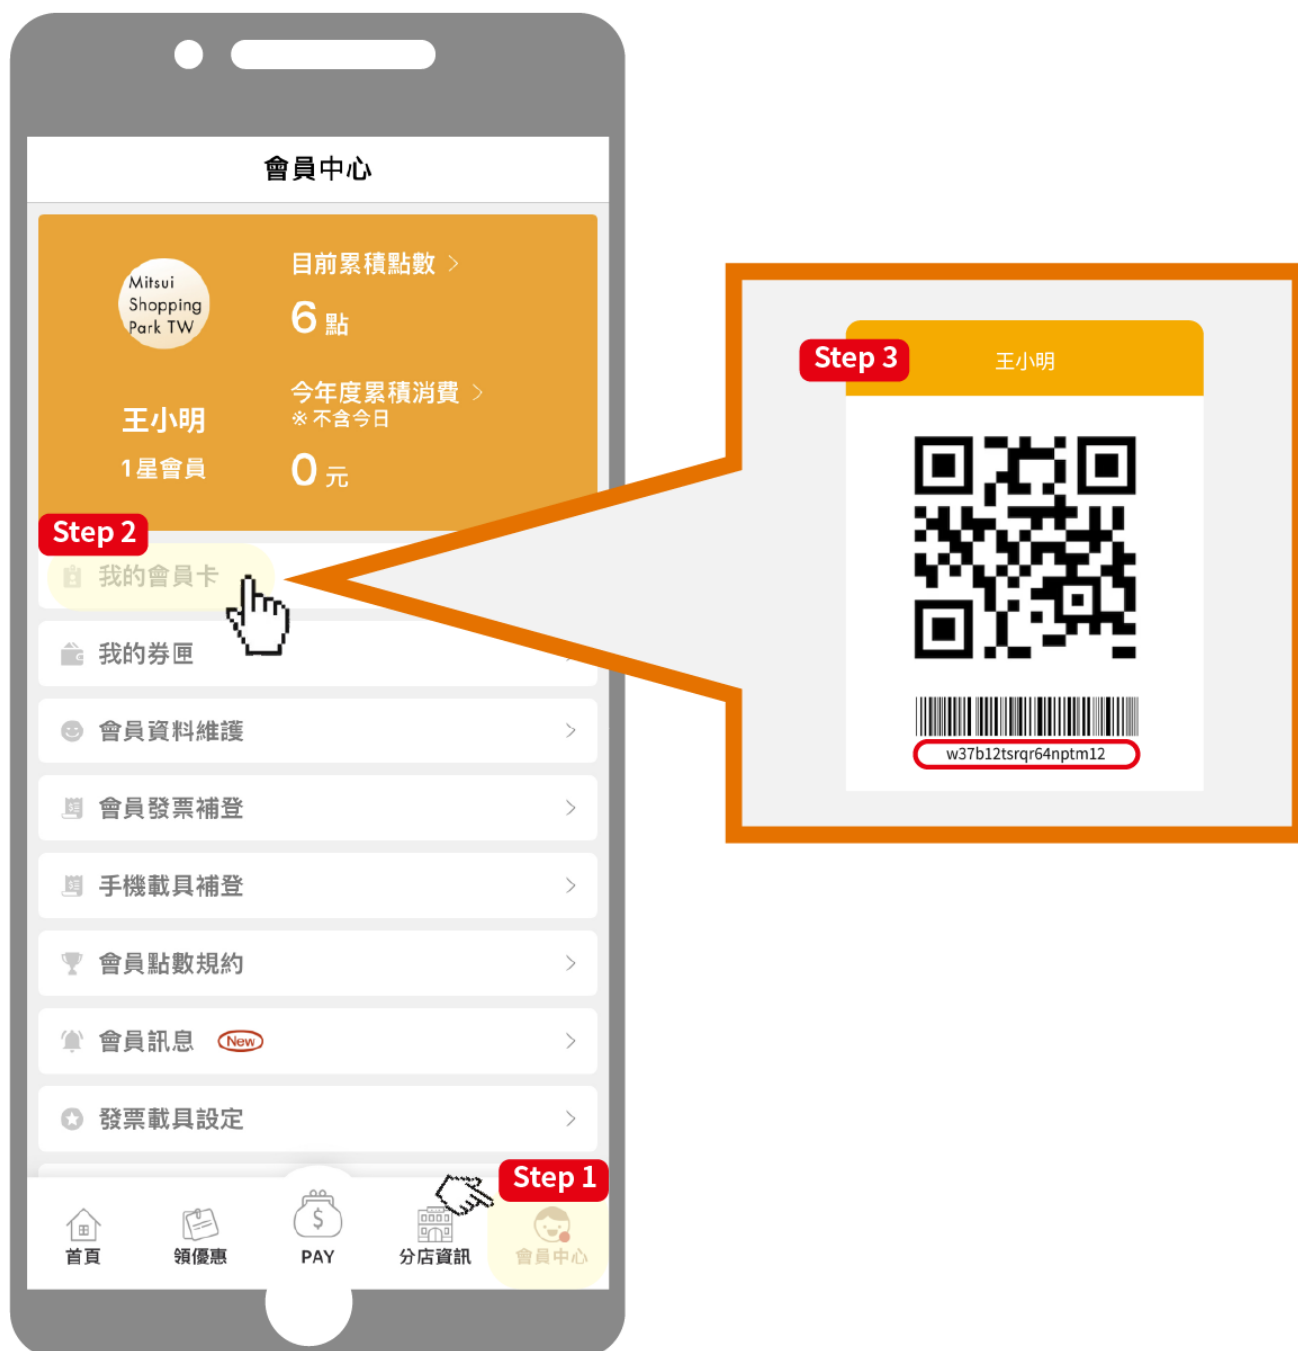 會員中心
Mitsui
Shopping
Park TW
王小明
1星會員
目前累積點數 >
6 點
今年度累積消費 >
※ 不含今日
0 元
Step 2
我的會員卡
我的券匣
會員資料維護
會員發票補登
手機載具補登
會員點數規約
會員訊息 New
發票載具設定
Step 1
首頁
領優惠
$
PAY
分店資訊
會員中心
Step 3
王小明
w37b12tsrqr64nptm12